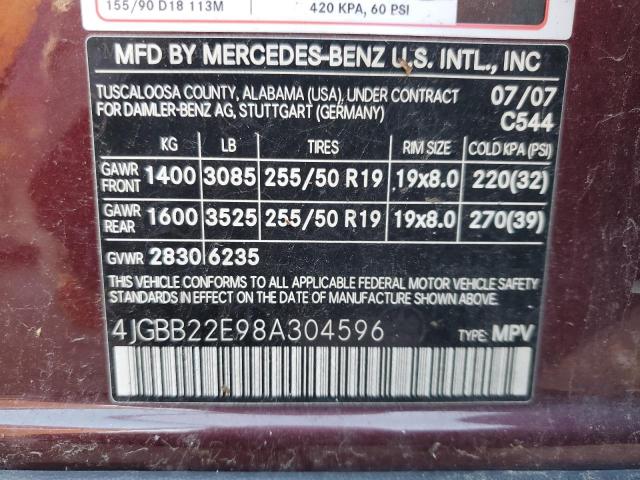 155/90 D18 113M 420 KPA, 60 PSI
MFD BY MERCEDES-BENZ U.S. INTL., INC
TUSCALOOSA COUNTY, ALABAMA (USA), UNDER CONTRACT 07/07
FOR DAIMLER-BENZ AG, STUTTGART (GERMANY) C544
KG LB TIRES RIM SIZE COLD KPA (PSI)
GAWR FRONT 1400 3085 255/50 R19 19x8.0 220(32)
GAWR REAR 1600 3525 255/50 R19 19x8.0 270(39)
GVWR 2830 6235
THIS VEHICLE CONFORMS TO ALL APPLICABLE FEDERAL MOTOR VEHICLE SAFETY
STANDARDS IN EFFECT ON THE DATE OF MANUFACTURE SHOWN ABOVE
4JGBB22E98A304596 TYPE: MPV